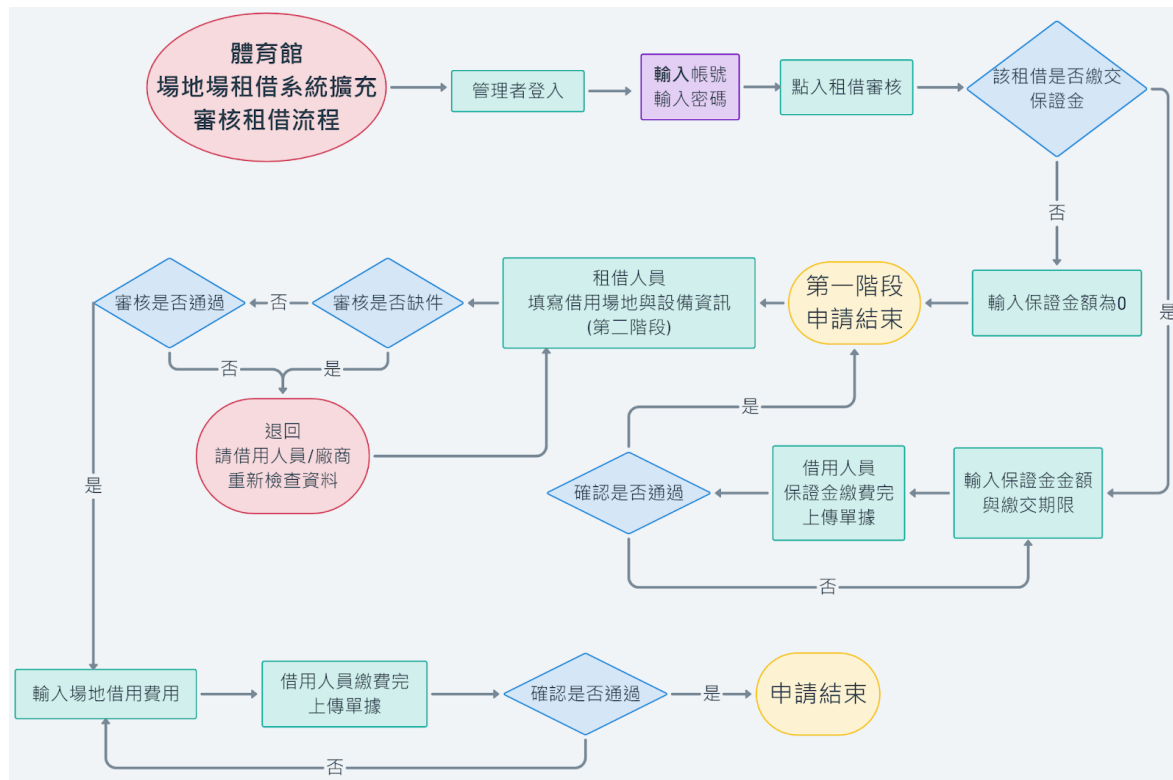 體育館
場地場租借系統擴充
審核租借流程
管理者登入
輸入帳號
輸入密碼
點入租借審核
該租借是否繳交
保證金
否
是
輸入保證金額為0
第一階段
申請結束
租借人員
填寫借用場地與設備資訊
(第二階段)
審核是否缺件
否
審核是否通過
否
是
退回
請借用人員/廠商
重新檢查資料
是
是
輸入保證金金額
與繳交期限
借用人員
保證金繳費完
上傳單據
確認是否通過
否
輸入場地借用費用
借用人員繳費完
上傳單據
確認是否通過
是
申請結束
否